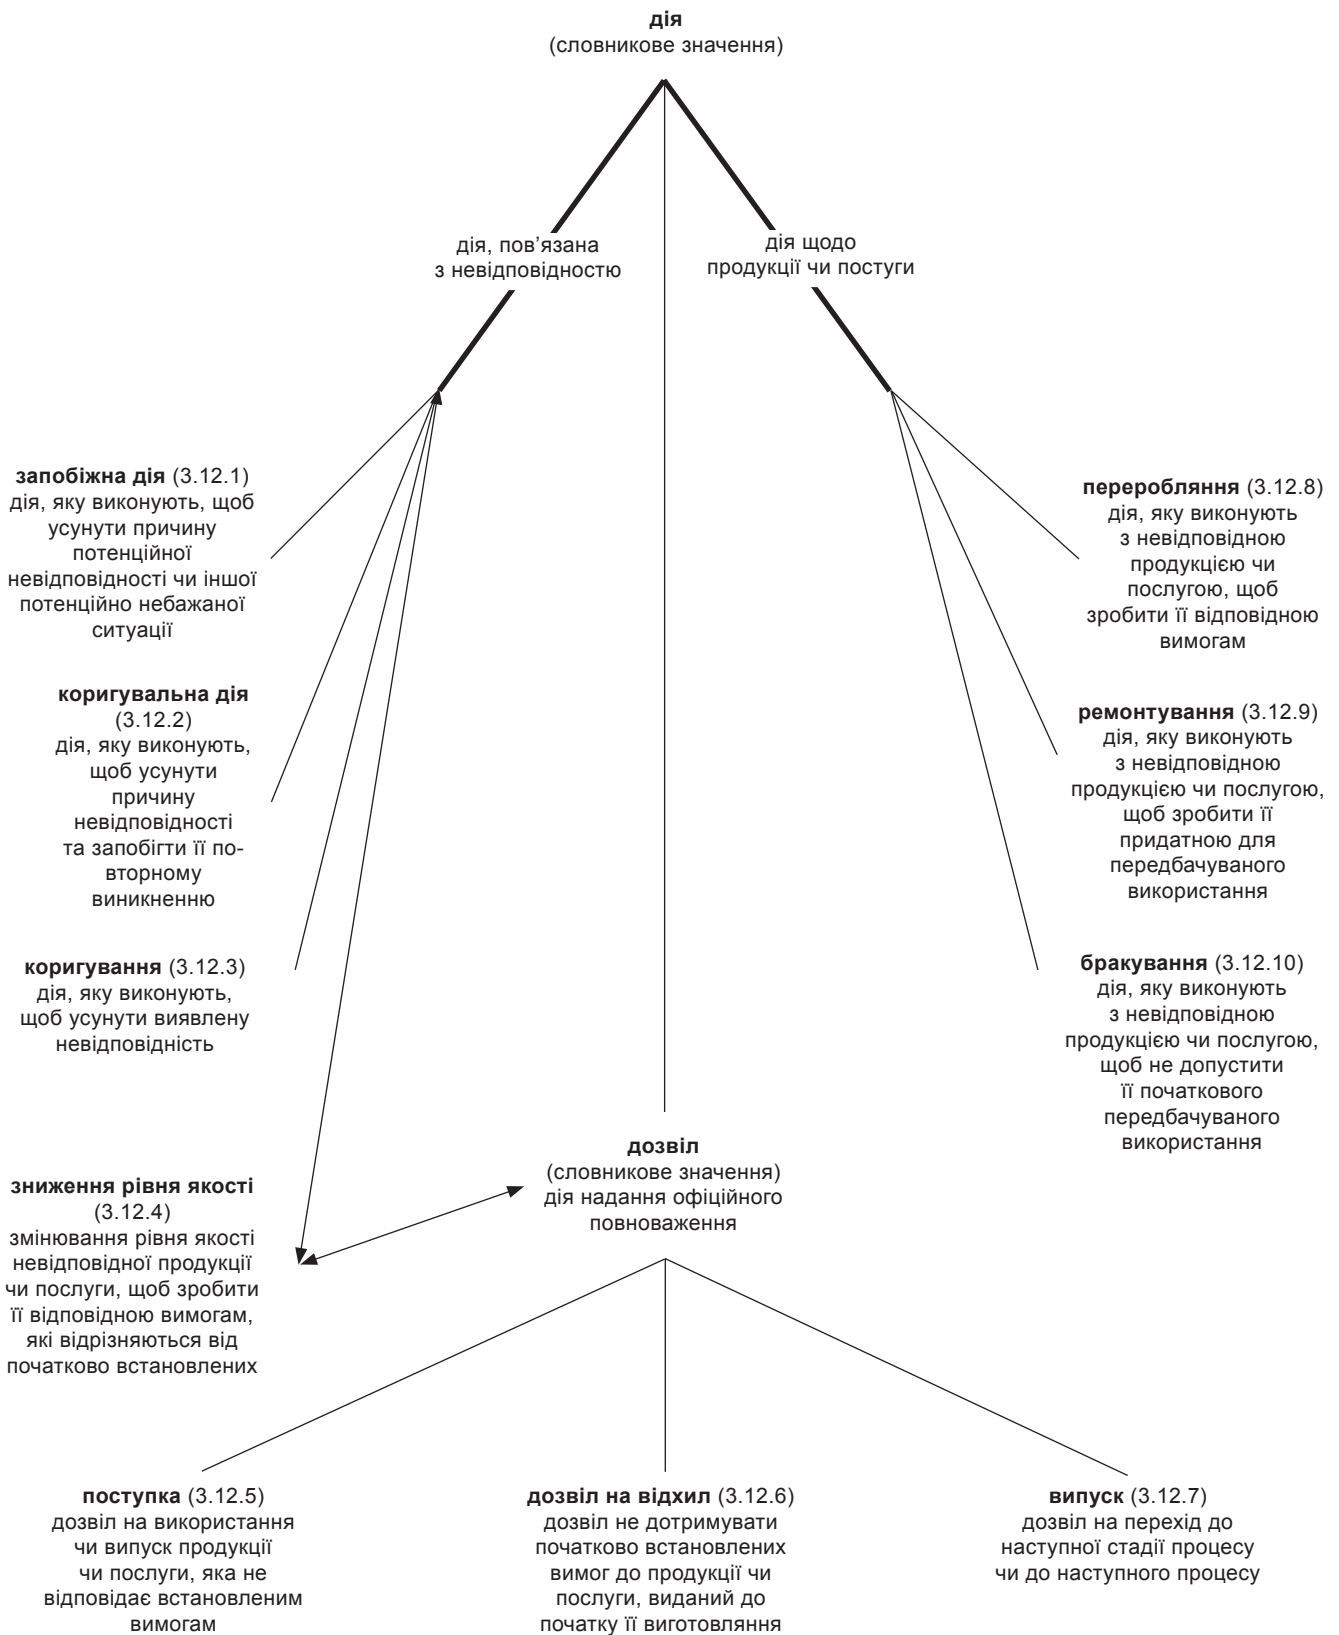 дія
(словникове значення)
дія, пов’язана
з невідповідністю
дія щодо
продукції чи постуги
запобіжна дія (3.12.1)
дія, яку виконують, щоб
усунути причину
потенційної
невідповідності чи іншої
потенційно небажаної
ситуації
коригувальна дія
(3.12.2)
дія, яку виконують,
щоб усунути
причину
невідповідності
та запобігти її по-
вторному
виникненню
коригування (3.12.3)
дія, яку виконують,
щоб усунути виявлену
невідповідність
зниження рівня якості
(3.12.4)
змінювання рівня якості
невідповідної продукції
чи послуги, щоб зробити
її відповідною вимогам,
які відрізняються від
початково встановлених
переробляння (3.12.8)
дія, яку виконують
з невідповідною
продукцією чи
послугою, щоб
зробити її відповідною
вимогам
ремонтування (3.12.9)
дія, яку виконують
з невідповідною
продукцією чи послугою,
щоб зробити її
придатною для
передбачуваного
використання
бракування (3.12.10)
дія, яку виконують
з невідповідною
продукцією чи послугою,
щоб не допустити
її початкового
передбачуваного
використання
дозвіл
(словникове значення)
дія надання офіційного
повноваження
поступка (3.12.5)
дозвіл на використання
чи випуск продукції
чи послуги, яка не
відповідає встановленим
вимогам
дозвіл на відхил (3.12.6)
дозвіл не дотримувати
початково встановлених
вимог до продукції чи
послуги, виданий до
початку її виготовляння
випуск (3.12.7)
дозвіл на перехід до
наступної стадії процесу
чи до наступного процесу